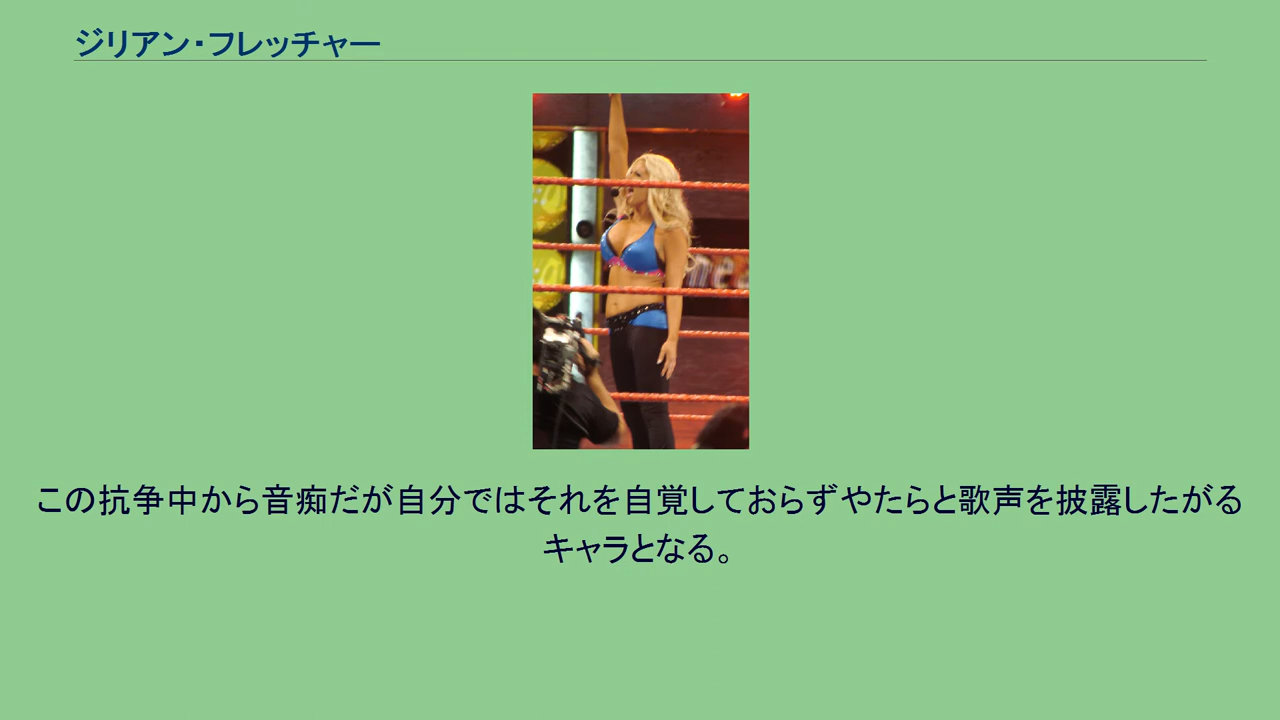 ジリアン・フレッチャー
この抗争中から音痴だが自分ではそれを自覚しておらずやたらと歌声を披露したがる
キャラとなる。